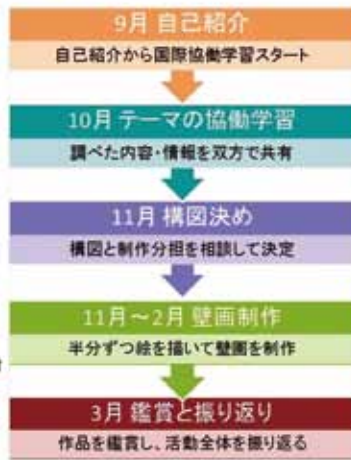 9月 自己紹介
自己紹介から国際協働学習スタート
10月 テーマの協働学習
調べた内容・情報を双方で共有
11月 構図決め
構図と制作分担を相談して決定
11月～2月 壁画制作
半分ずつ絵を描いて壁画を制作
3月 鑑賞と振り返り
作品を鑑賞し、活動全体を振り返る